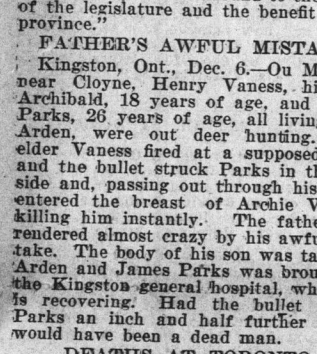 of the legislature and the benefit
province."
FATHER'S AWFUL MISTA
Kingston, Ont., Dec. 6.—Ou M
near Cloyne, Henry Vaness, hi
Archibald, 18 years of age, and
Parks, 26 years of age, all livin
Arden, were out deer hunting.
elder Vaness fired at a supposed
and the bullet struck Parks in th
side and, passing out through his
entered the breast of Archie V
killing him instantly. The fathe
rendered almost crazy by his awfu
take. The body of his son was ta
Arden and James Parks was brou
the Kingston general hospital, wh
is recovering. Had the bullet
Parks an inch and half further
would have been a dead man.
DEATHS AT TORONTO